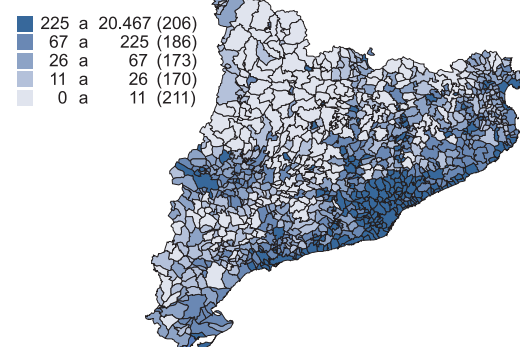 225 a 20.467 (206)
67 a 225 (186)
26 a 67 (173)
11 a 26 (170)
0 a 11 (211)